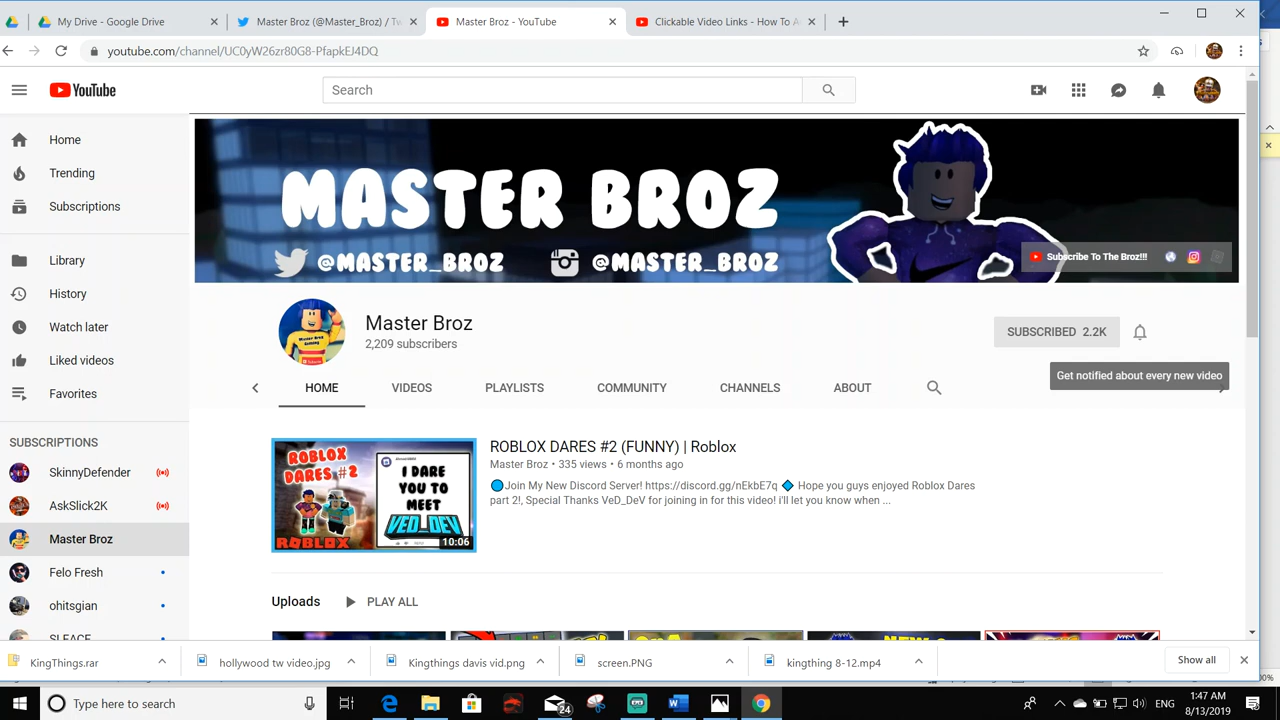 My Drive - Google Drive
Master Broz (@Master_Broz) / Tw
Master Broz - YouTube
Clickable Video Links - How To A
youtube.com/channel/UC0yW26zr80G8-PfapkEJ4DQ
YouTube
Search
Home
Trending
Subscriptions
Library
History
Watch later
Liked videos
Favorites
SUBSCRIPTIONS
SkinnyDefender
AskSlick2K
Master Broz
Felo Fresh
ohitsgian
SLEACE
MASTER BROZ
@MASTER_BROZ
@MASTER_BROZ
Subscribe To The Broz!!!
Master Broz
2,209 subscribers
SUBSCRIBED 2.2K
Get notified about every new video
HOME
VIDEOS
PLAYLISTS
COMMUNITY
CHANNELS
ABOUT
ROBLOX DARES #2
I DARE YOU TO MEET VED_DEV
ROBLOX
10:06
ROBLOX DARES #2 (FUNNY) | Roblox
Master Broz • 335 views • 6 months ago
Join My New Discord Server! https://discord.gg/nEkbE7q Hope you guys enjoyed Roblox Dares
part 2!, Special Thanks VeD_DeV for joining in for this video! i'll let you know when ...
Uploads
PLAY ALL
KingThings.rar
hollywood tw video.jpg
Kingthings davis vid.png
screen.PNG
kingthing 8-12.mp4
Show all
Type here to search
24
ENG
1:47 AM
8/13/2019